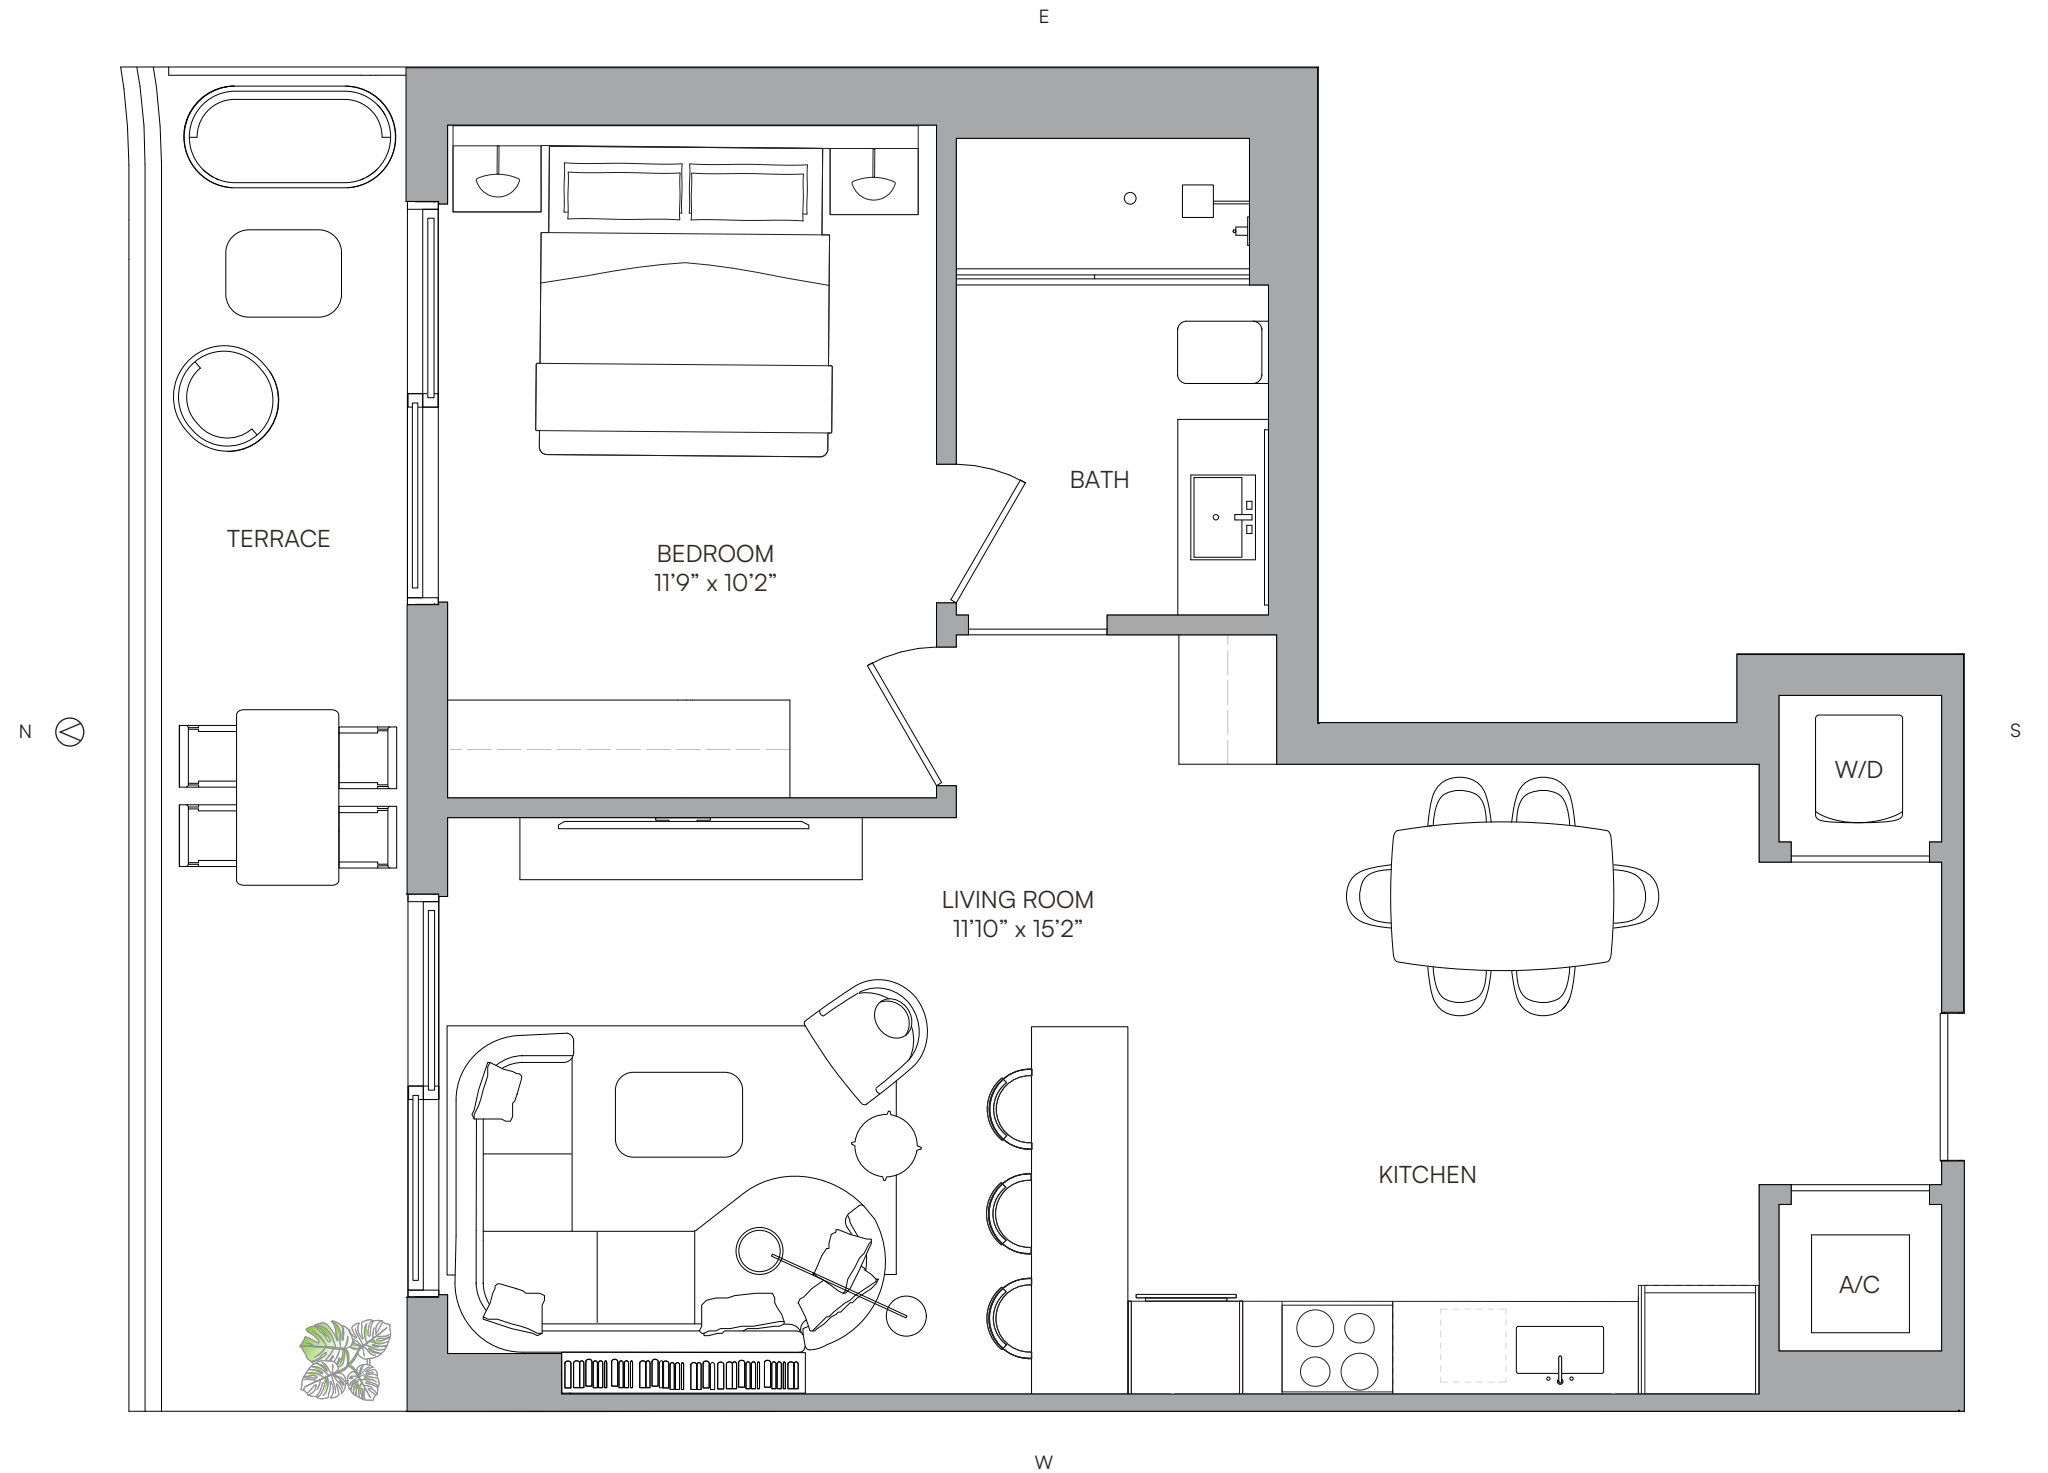 E
BATH
TERRACE
BEDROOM
11’9” x 10’2”
N
S
W/D
LIVING ROOM
11’10” x 15’2”
KITCHEN
A/C
W